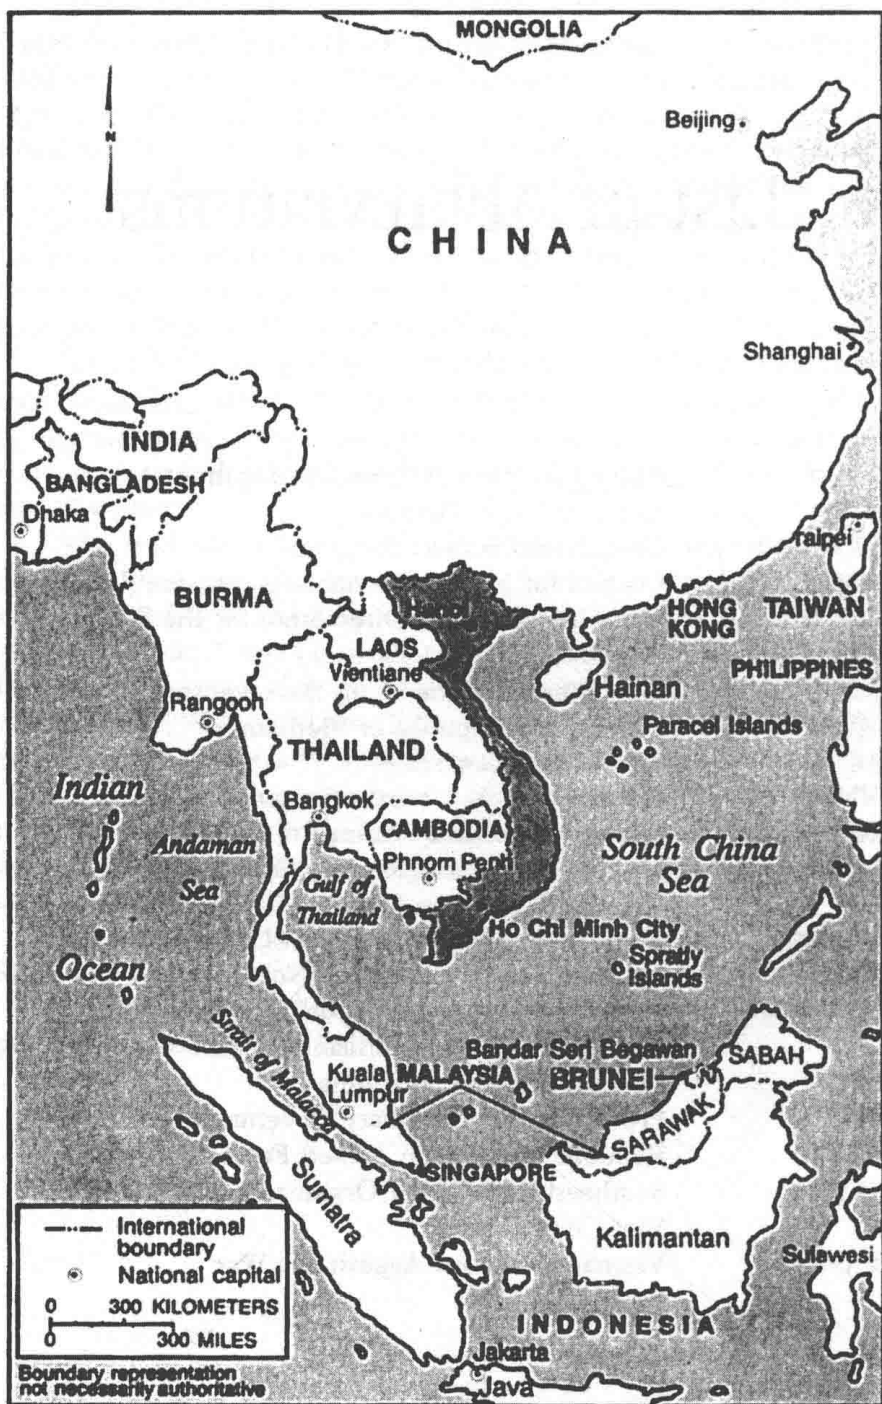 MONGOLIA
Beijing
N
CHINA
Shanghai
INDIA
BANGLADESH
Dhaka
Taipei
BURMA
Hanoi
HONG
KONG
TAIWAN
LAOS
Vientiane
PHILIPPINES
Hainan
Rangoon
Paracel Islands
THAILAND
Indian
Bangkok
CAMBODIA
Andaman
Sea
Phnom Penh
South China
Sea
Gulf of
Thailand
Ho Chi Minh City
Ocean
Spratly
Islands
Strait of Malacca
Bandar Seri Begawan
SABAH
Kuala
Lumpur
MALAYSIA
BRUNEI
SARAWAK
SINGAPORE
Sumatra
Kalimantan
International
boundary
National capital
Sulawesi
0 300 KILOMETERS
0 300 MILES
INDONESIA
Jakarta
Java
Boundary representation
not necessarily authoritative